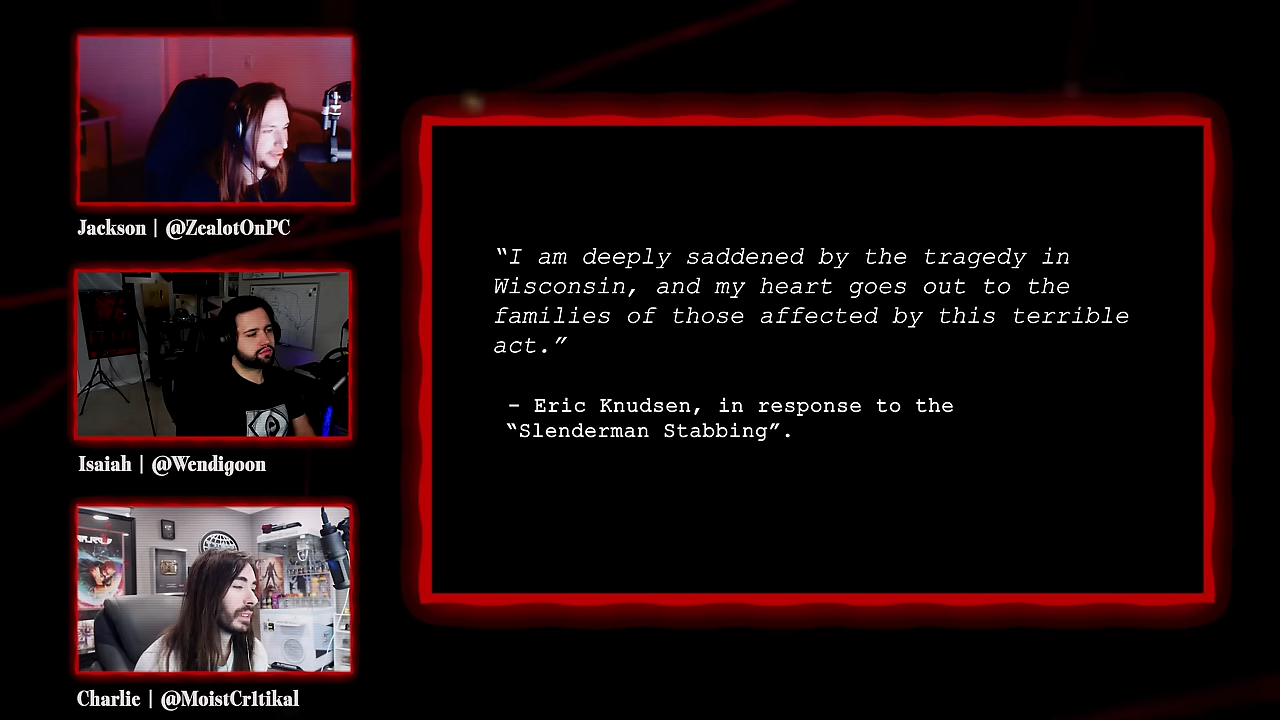 Jackson | @ZealotOnPC
Isaiah | @Wendigoon
Charlie | @MoistCr1tikal
“I am deeply saddened by the tragedy in
Wisconsin, and my heart goes out to the
families of those affected by this terrible
act.”
– Eric Knudsen, in response to the
“Slenderman Stabbing”.